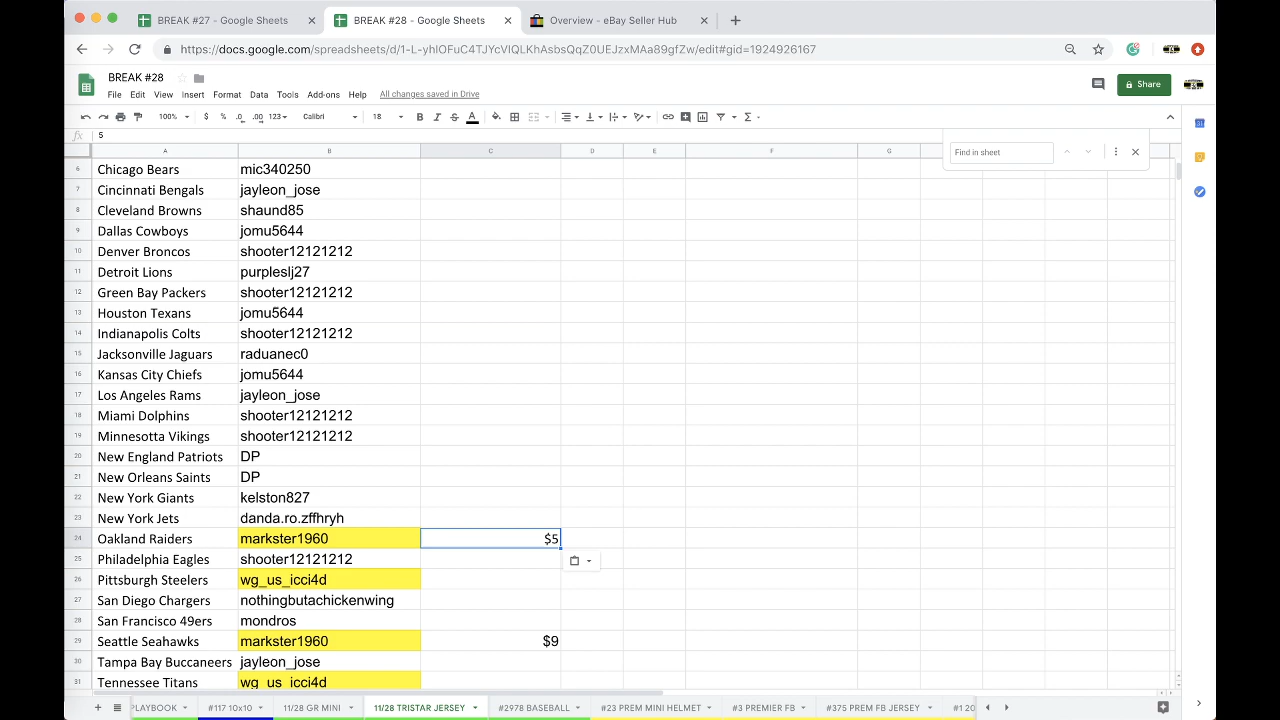 BREAK #27 - Google Sheets × BREAK #28 - Google Sheets × Overview - eBay Seller Hub × +
https://docs.google.com/spreadsheets/d/1-L-yhIOFuC4TJYcVIQLKhAsbsQqZ0UEJzxMAa89gfZw/edit#gid=1924926167
BREAK #28
File Edit View Insert Format Data Tools Add-ons Help All changes saved in Drive Share
100% $ % .0 .00 123 Calibri 18 B I S A
fx 5
Find in sheet
A B C D E F G
6 Chicago Bears mic340250
7 Cincinnati Bengals jayleon_jose
8 Cleveland Browns shaund85
9 Dallas Cowboys jomu5644
10 Denver Broncos shooter12121212
11 Detroit Lions purpleslj27
12 Green Bay Packers shooter12121212
13 Houston Texans jomu5644
14 Indianapolis Colts shooter12121212
15 Jacksonville Jaguars raduanec0
16 Kansas City Chiefs jomu5644
17 Los Angeles Rams jayleon_jose
18 Miami Dolphins shooter12121212
19 Minnesotta Vikings shooter12121212
20 New England Patriots DP
21 New Orleans Saints DP
22 New York Giants kelston827
23 New York Jets danda.ro.zffhryh
24 Oakland Raiders markster1960 $5
25 Philadelphia Eagles shooter12121212
26 Pittsburgh Steelers wg_us_icci4d
27 San Diego Chargers nothingbutachickenwing
28 San Francisco 49ers mondros
29 Seattle Seahawks markster1960 $9
30 Tampa Bay Buccaneers jayleon_jose
31 Tennessee Titans wg_us_icci4d
PLAYBOOK #117 10x10 11/28 GR MINI 11/28 TRISTAR JERSEY #2978 BASEBALL #23 PREM MINI HELMET #3 PREMIER FB #375 PREM FB JERSEY #1 20